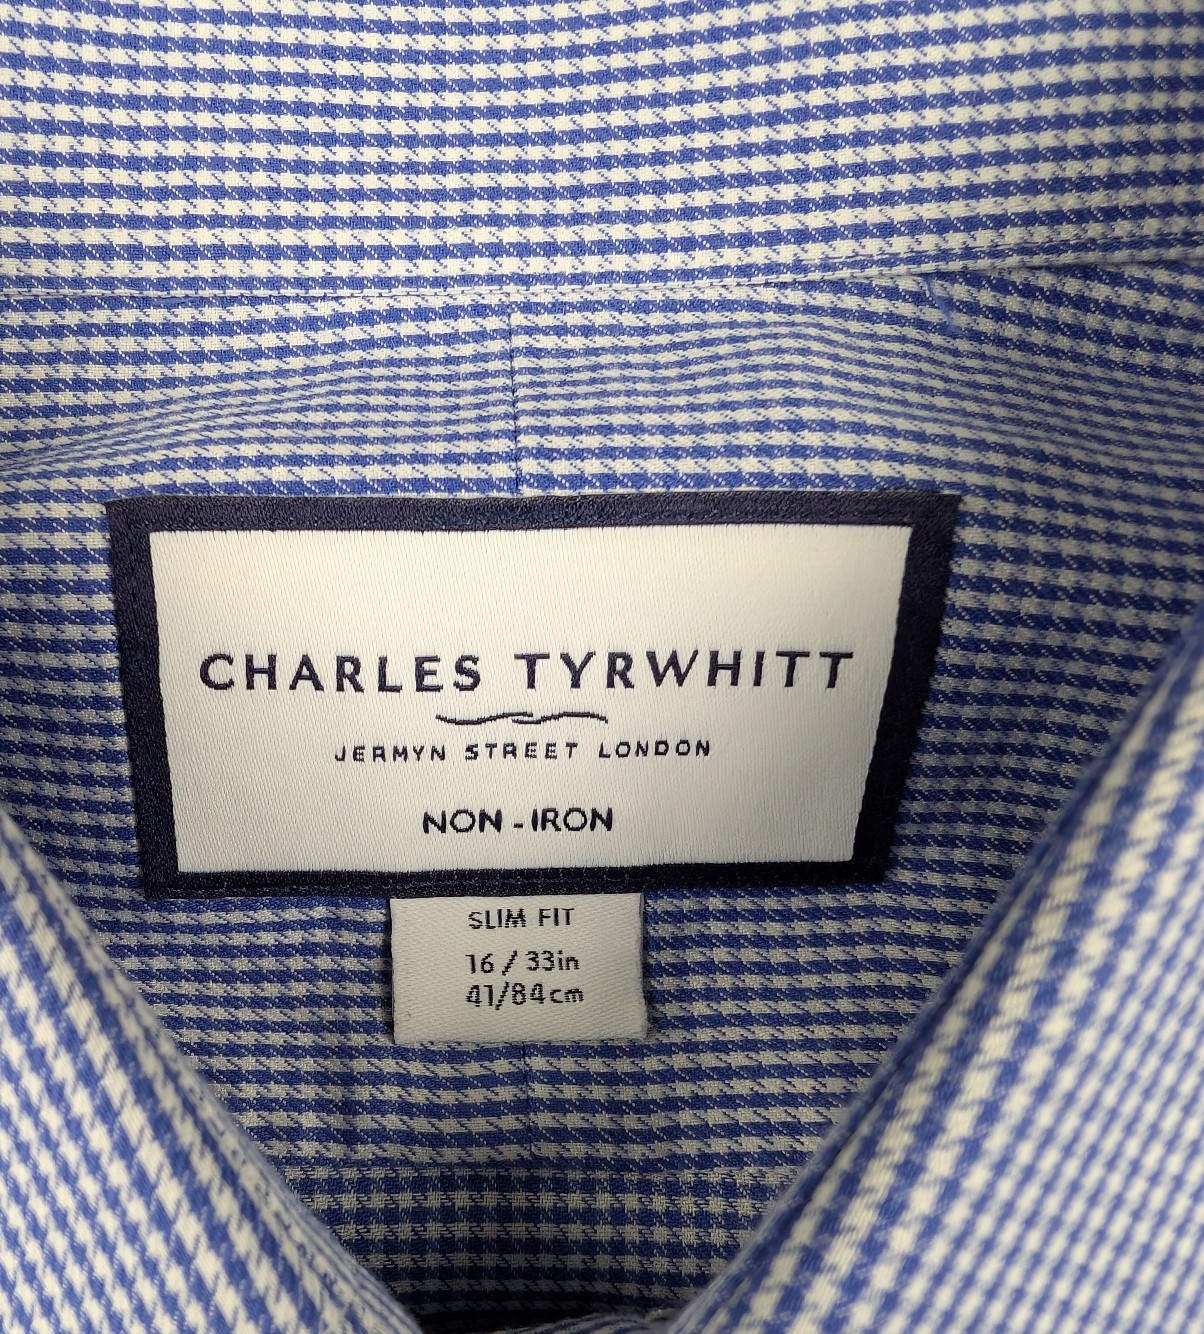 CHARLES TYRWHITT
JERMYN STREET LONDON
NON-IRON
SLIM FIT
16/33in
41/84cm